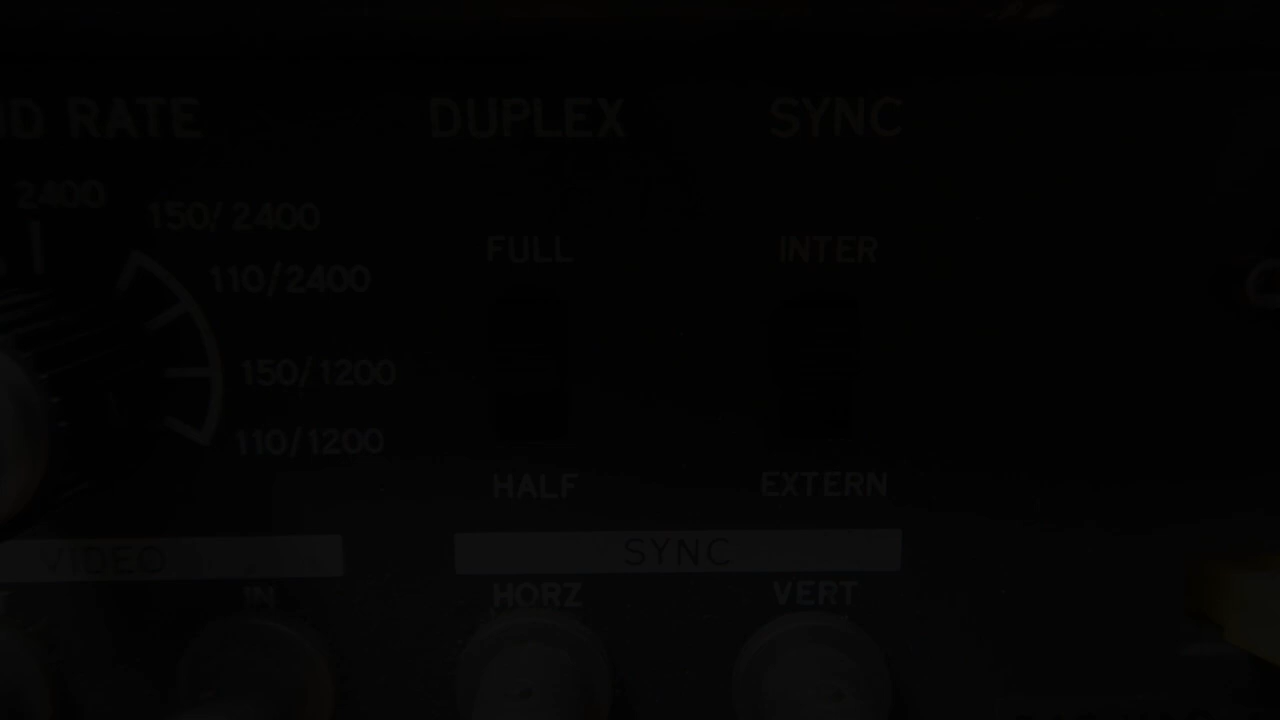 UD RATE
DUPLEX
SYNC
2400
150/2400
110/2400
150/1200
110/1200
FULL
HALF
INTER
EXTERN
VIDEO
SYNC
IN
HORZ
VERT